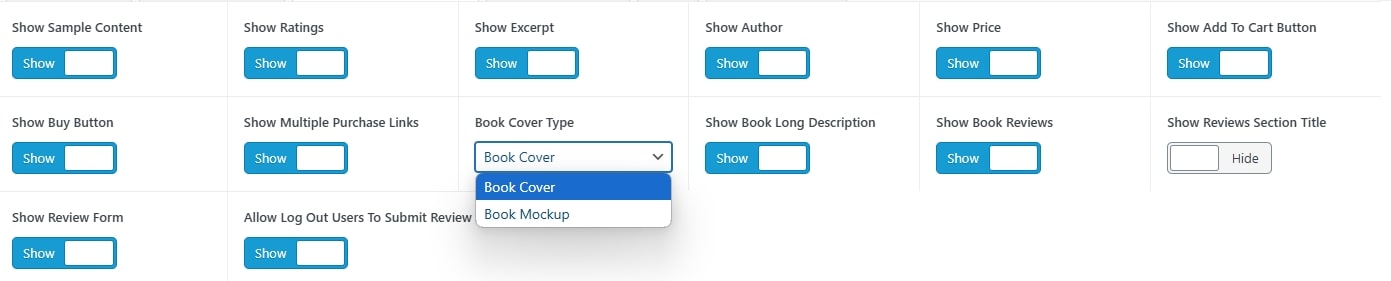 Show Sample Content
Show
Show Ratings
Show
Show Excerpt
Show
Show Author
Show
Show Price
Show
Show Add To Cart Button
Show
Show Buy Button
Show
Show Multiple Purchase Links
Show
Book Cover Type
Book Cover
Book Cover
Book Mockup
Show Book Long Description
Show
Show Book Reviews
Show
Show Reviews Section Title
Hide
Show Review Form
Show
Allow Log Out Users To Submit Review
Show